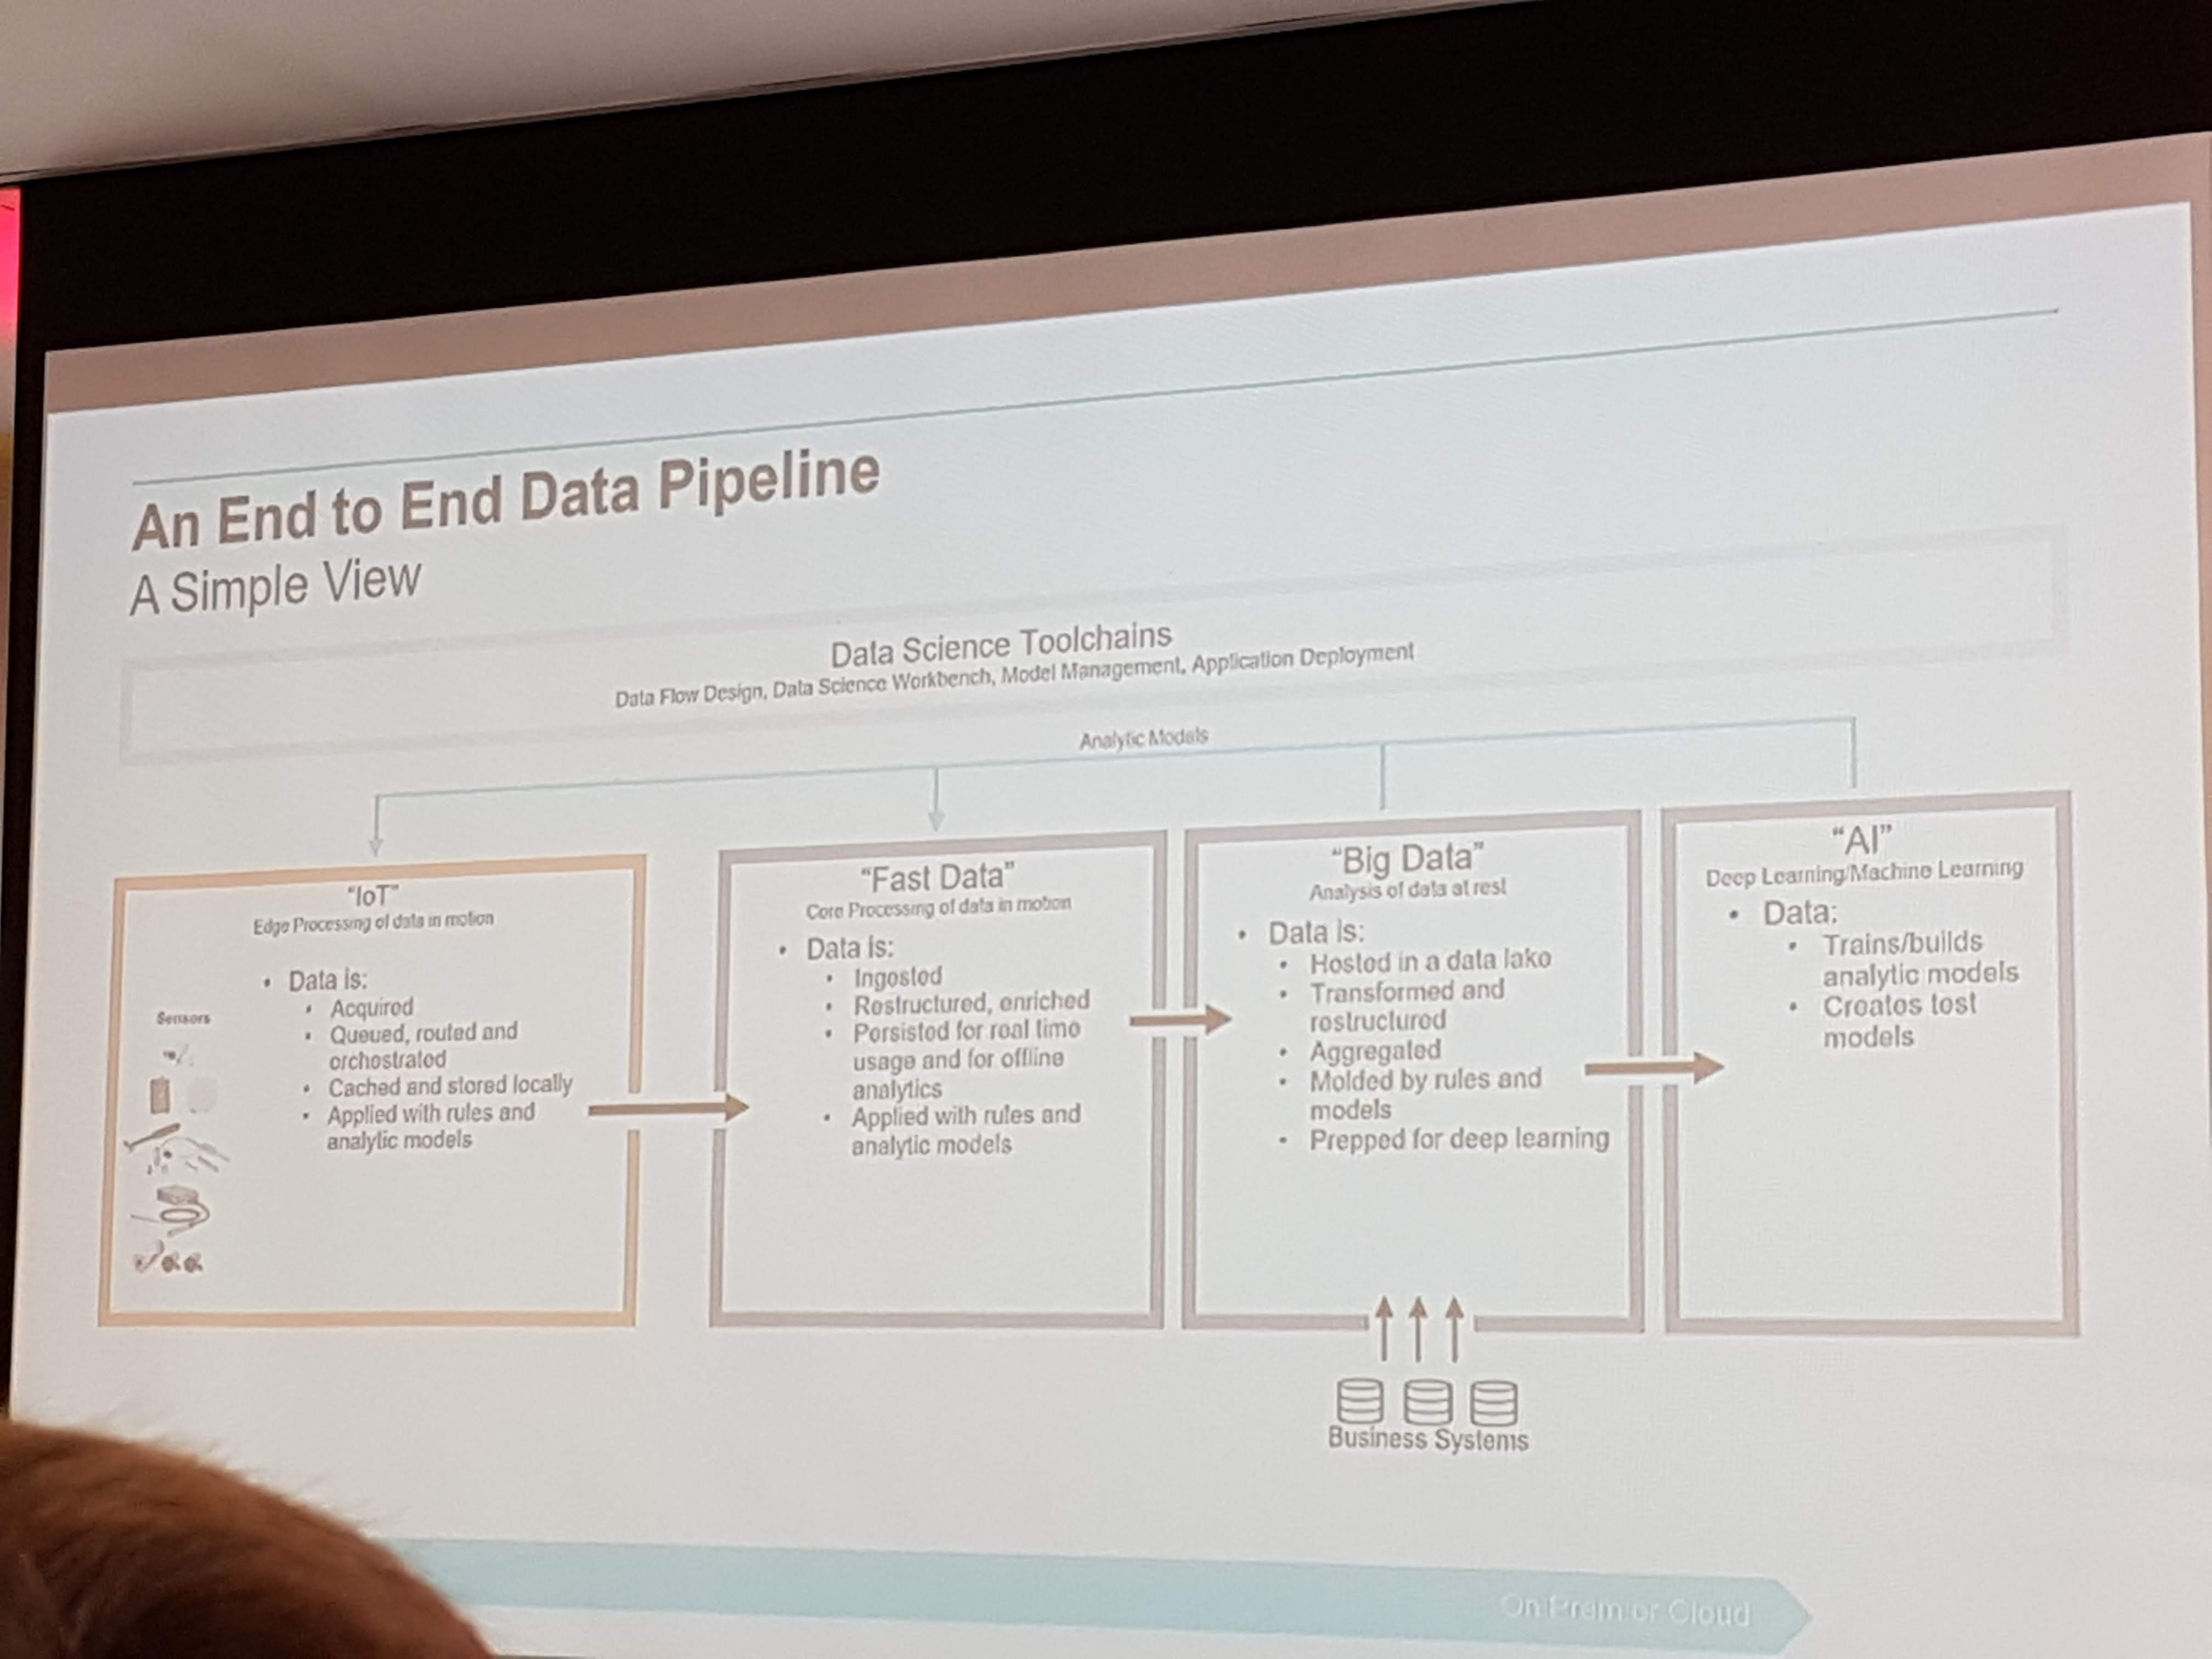 An End to End Data Pipeline
A Simple View
Data Science Toolchains
Data Flow Design, Data Science Workbench, Model Management, Application Deployment
Analytic Models
"IoT"
Edge Processing of data in motion
Sensors
• Data is:
• Acquired
• Queued, routed and
orchestrated
• Cached and stored locally
• Applied with rules and
analytic models
"Fast Data"
Core Processing of data in motion
• Data is:
• Ingested
• Restructured, enriched
• Persisted for real time
usage and for offline
analytics
• Applied with rules and
analytic models
"Big Data"
Analysis of data at rest
• Data is:
• Hosted in a data lake
• Transformed and
restructured
• Aggregated
• Molded by rules and
models
• Prepped for deep learning
"AI"
Deep Learning/Machine Learning
• Data:
• Trains/builds
analytic models
• Creates test
models
Business Systems
On Prem or Cloud